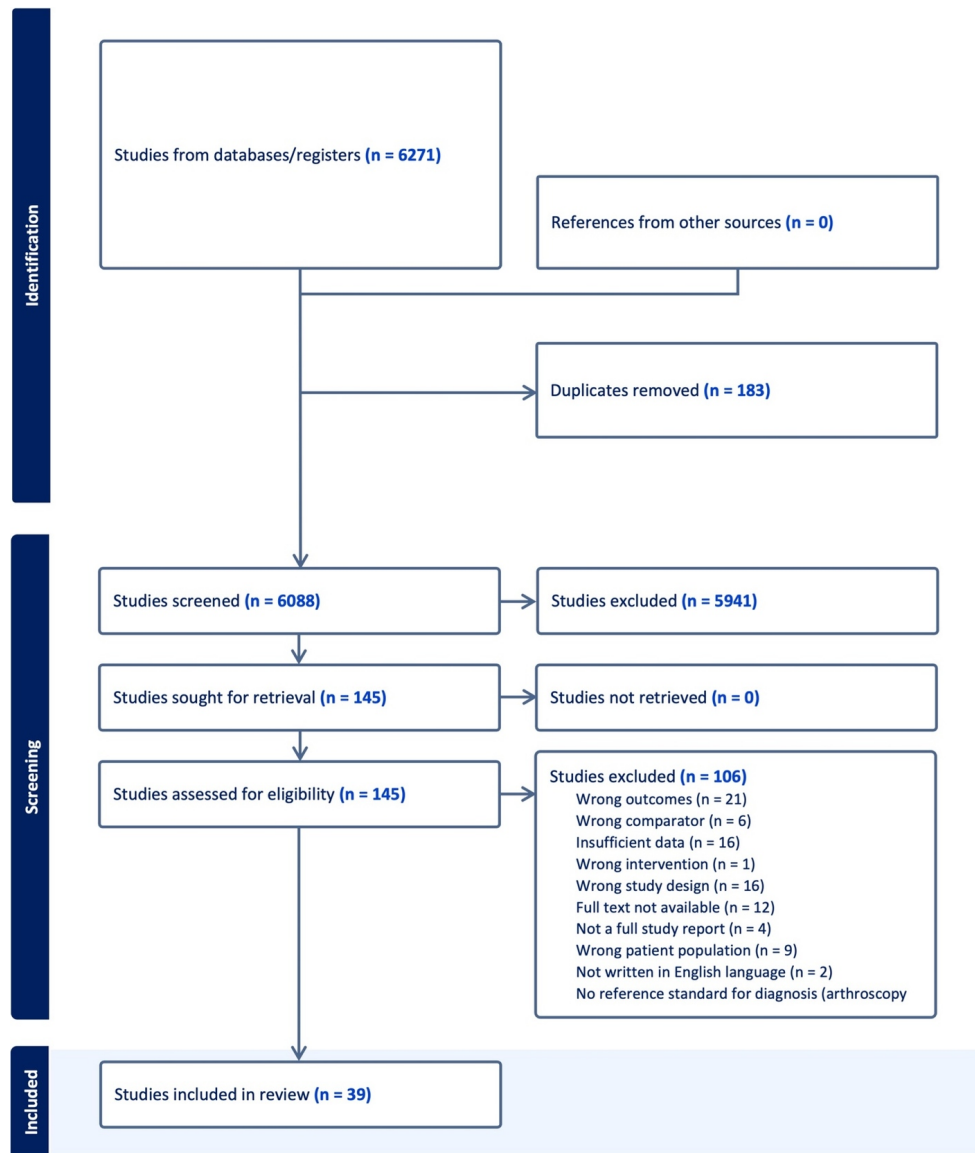 Identification
Studies from databases/registers (n = 6271)
References from other sources (n = 0)
Duplicates removed (n = 183)
Screening
Studies screened (n = 6088)
Studies excluded (n = 5941)
Studies sought for retrieval (n = 145)
Studies not retrieved (n = 0)
Studies assessed for eligibility (n = 145)
Studies excluded (n = 106)
Wrong outcomes (n = 21)
Wrong comparator (n = 6)
Insufficient data (n = 16)
Wrong intervention (n = 1)
Wrong study design (n = 16)
Full text not available (n = 12)
Not a full study report (n = 4)
Wrong patient population (n = 9)
Not written in English language (n = 2)
No reference standard for diagnosis (arthroscopy
Included
Studies included in review (n = 39)